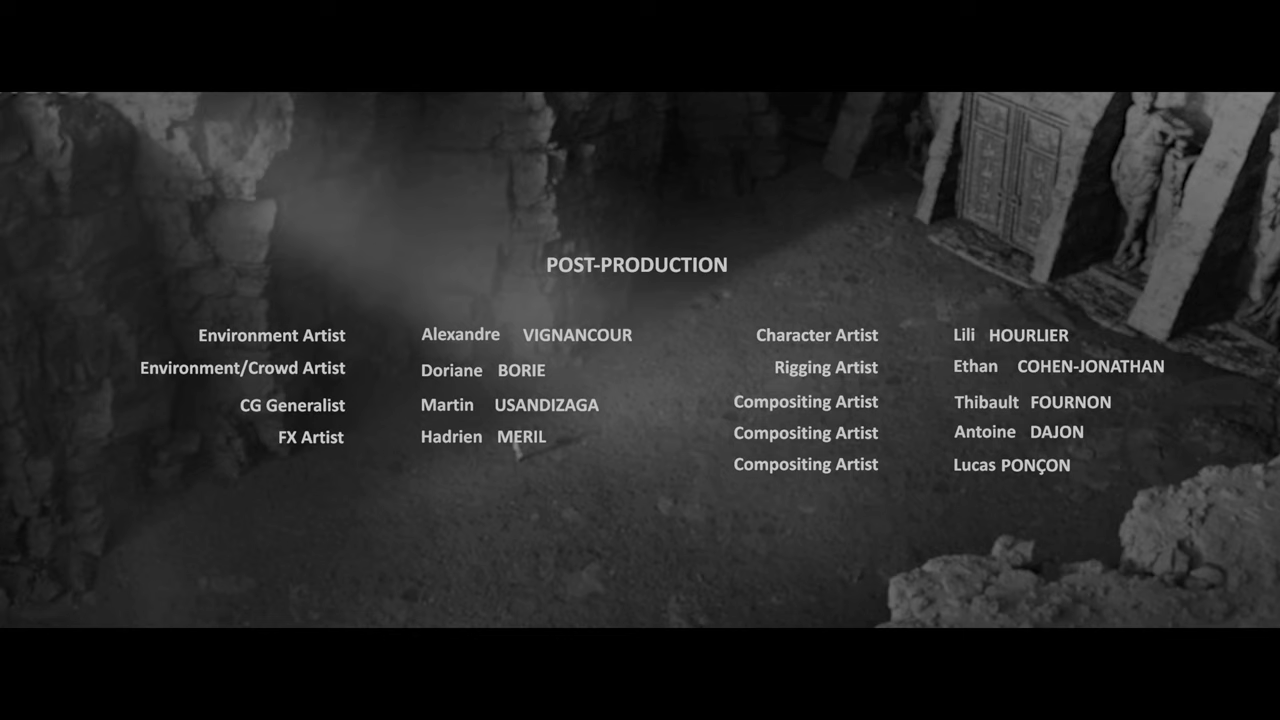 POST-PRODUCTION
Environment Artist Alexandre VIGNANCOUR
Environment/Crowd Artist Doriane BORIE
CG Generalist Martin USANDIZAGA
FX Artist Hadrien MERIL
Character Artist Lili HOURLIER
Rigging Artist Ethan COHEN-JONATHAN
Compositing Artist Thibault FOURNON
Compositing Artist Antoine DAJON
Compositing Artist Lucas PONÇON